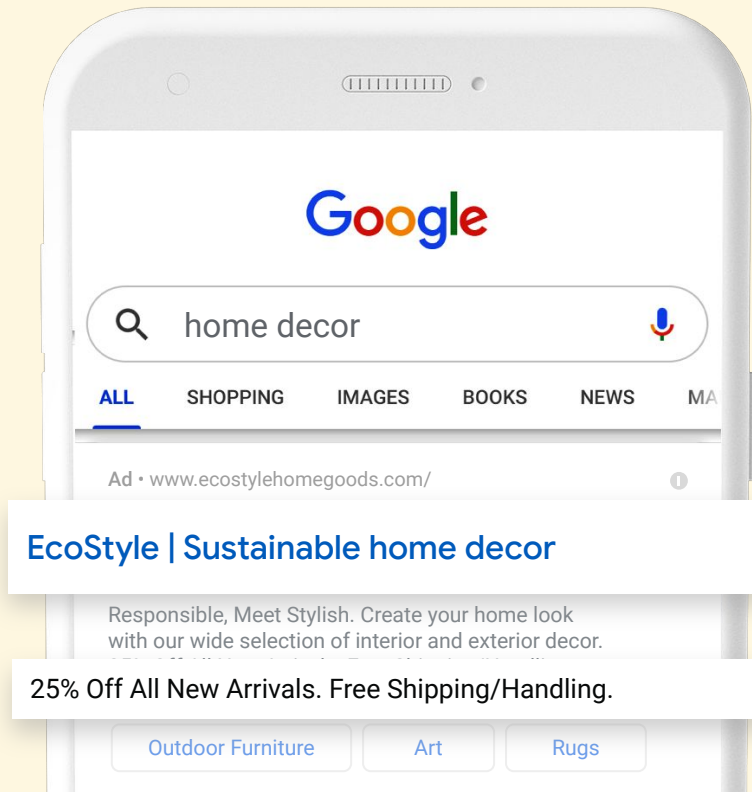 Google
home decor
ALL SHOPPING IMAGES BOOKS NEWS MA
Ad • www.ecostylehomegoods.com/
EcoStyle | Sustainable home decor
Responsible, Meet Stylish. Create your home look
with our wide selection of interior and exterior decor.
25% Off All New Arrivals. Free Shipping/Handling.
Outdoor Furniture Art Rugs